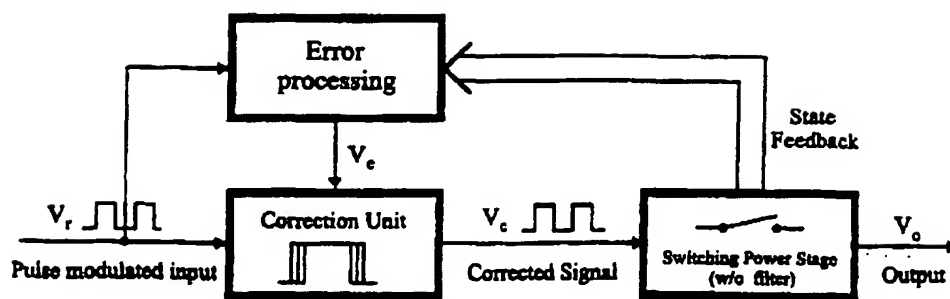 Error
processing
State
Feedback
Ve
Vr
Correction Unit
Vc
Switching Power Stage
(w/o filter)
Vo
Pulse modulated input
Corrected Signal
Output